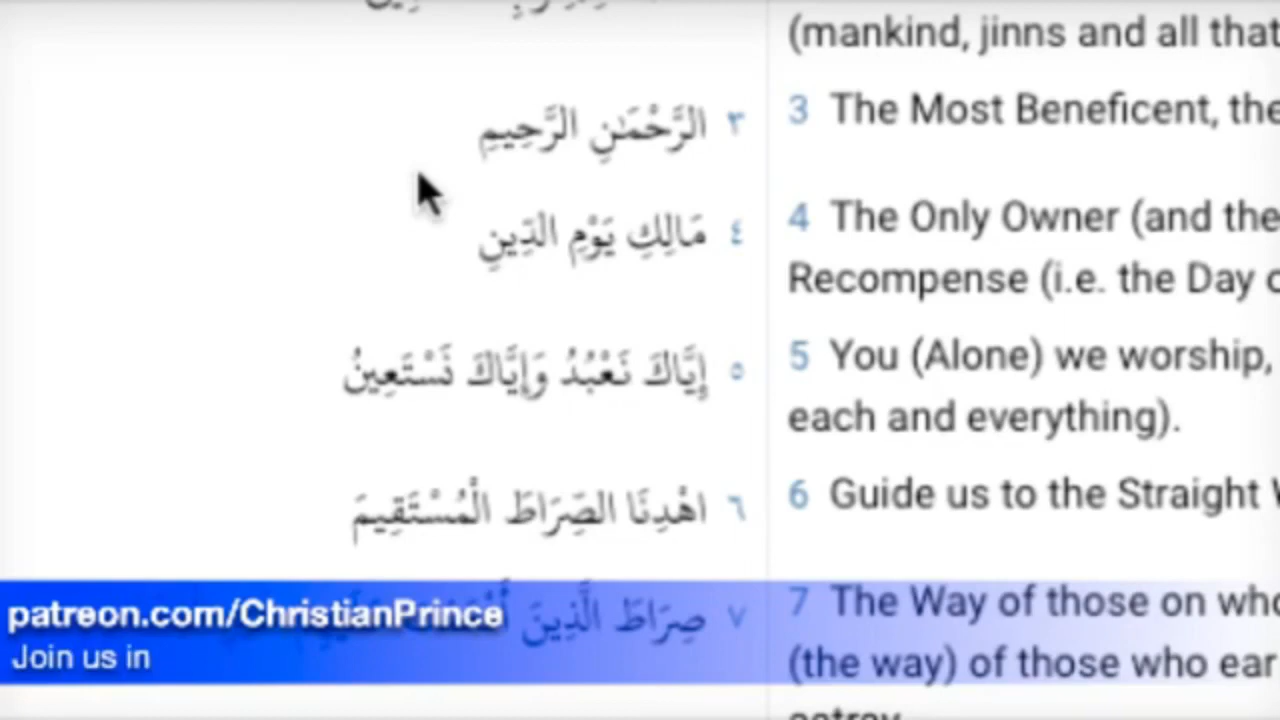 (mankind, jinns and all that
٣ الرَّحْمَٰنِ الرَّحِيمِ
3 The Most Beneficent, the
٤ مَالِكِ يَوْمِ الدِّينِ
4 The Only Owner (and the
Recompense (i.e. the Day
٥ إِيَّاكَ نَعْبُدُ وَإِيَّاكَ نَسْتَعِينُ
5 You (Alone) we worship,
each and everything).
٦ اهْدِنَا الصِّرَاطَ الْمُسْتَقِيمَ
6 Guide us to the Straight
٧ صِرَاطَ الَّذِينَ
7 The Way of those on
(the way) of those who
patreon.com/ChristianPrince
Join us in